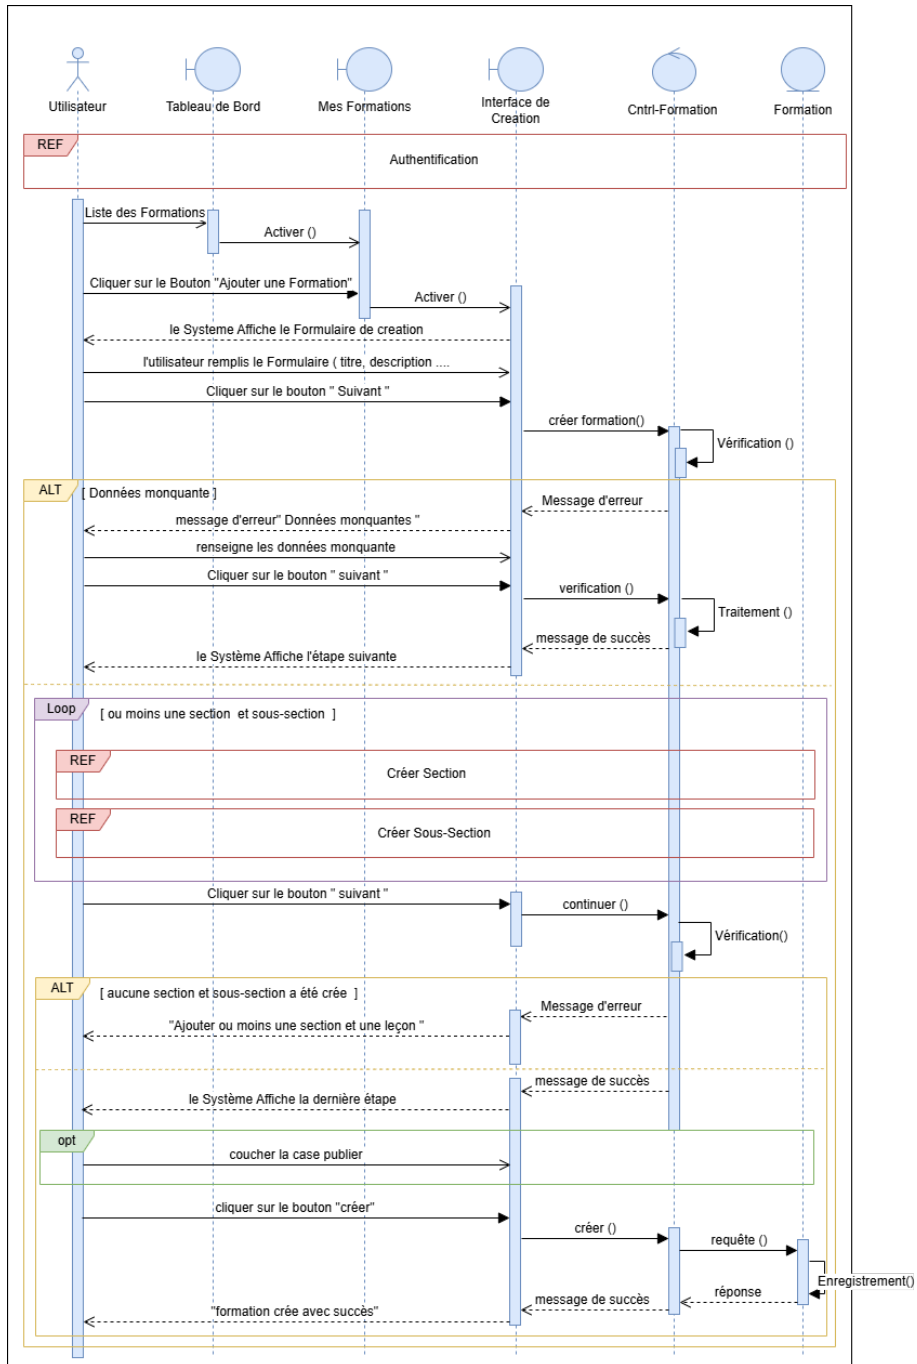 Utilisateur
Tableau de Bord
Mes Formations
Interface de
Creation
Cntrl-Formation
Formation
REF
Authentification
Liste des Formations
Activer ()
Cliquer sur le Bouton "Ajouter une Formation"
Activer ()
le Systeme Affiche le Formulaire de creation
l'utilisateur remplis le Formulaire ( titre, description ....
Cliquer sur le bouton " Suivant "
créer formation()
Vérification ()
ALT
[ Données monquante ]
Message d'erreur
message d'erreur" Données monquantes "
renseigne les données monquante
Cliquer sur le bouton " suivant "
verification ()
Traitement ()
message de succès
le Système Affiche l'étape suivante
Loop
[ ou moins une section et sous-section ]
REF
Créer Section
REF
Créer Sous-Section
Cliquer sur le bouton " suivant "
continuer ()
Vérification()
ALT
[ aucune section et sous-section a été crée ]
Message d'erreur
"Ajouter ou moins une section et une leçon "
message de succès
le Système Affiche la dernière étape
opt
coucher la case publier
cliquer sur le bouton "créer"
créer ()
requête ()
Enregistrement()
réponse
message de succès
"formation crée avec succès"